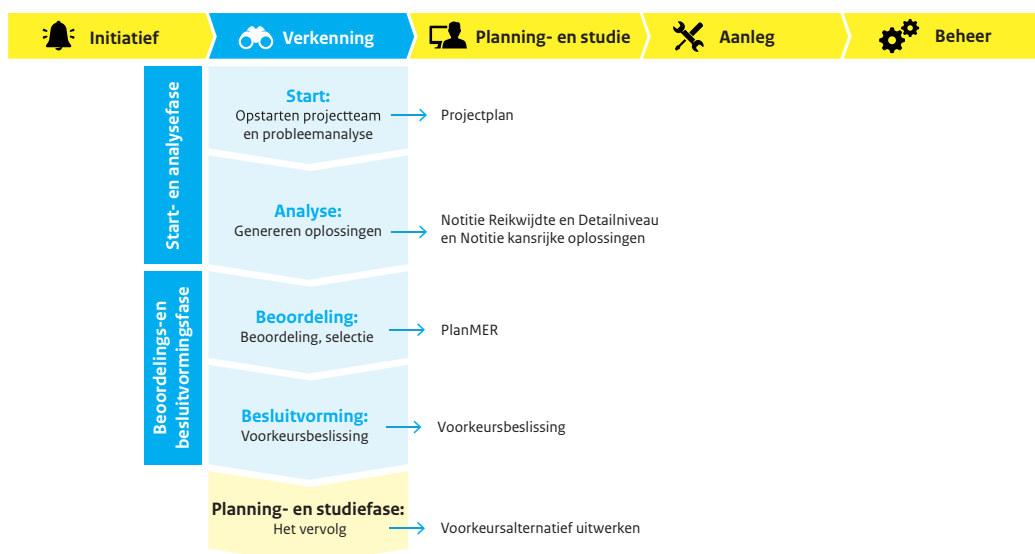 Initiatief
Verkenning
Planning- en studie
Aanleg
Beheer
Start- en analysefase
Start:
Opstarten projectteam
en probleemanalyse
Projectplan
Analyse:
Genereren oplossingen
Notitie Reikwijdte en Detailniveau
en Notitie kansrijke oplossingen
Beoordelings-en
besluitvormingsfase
Beoordeling:
Beoordeling, selectie
PlanMER
Besluitvorming:
Voorkeursbeslissing
Voorkeursbeslissing
Planning- en studiefase:
Het vervolg
Voorkeursalternatief uitwerken